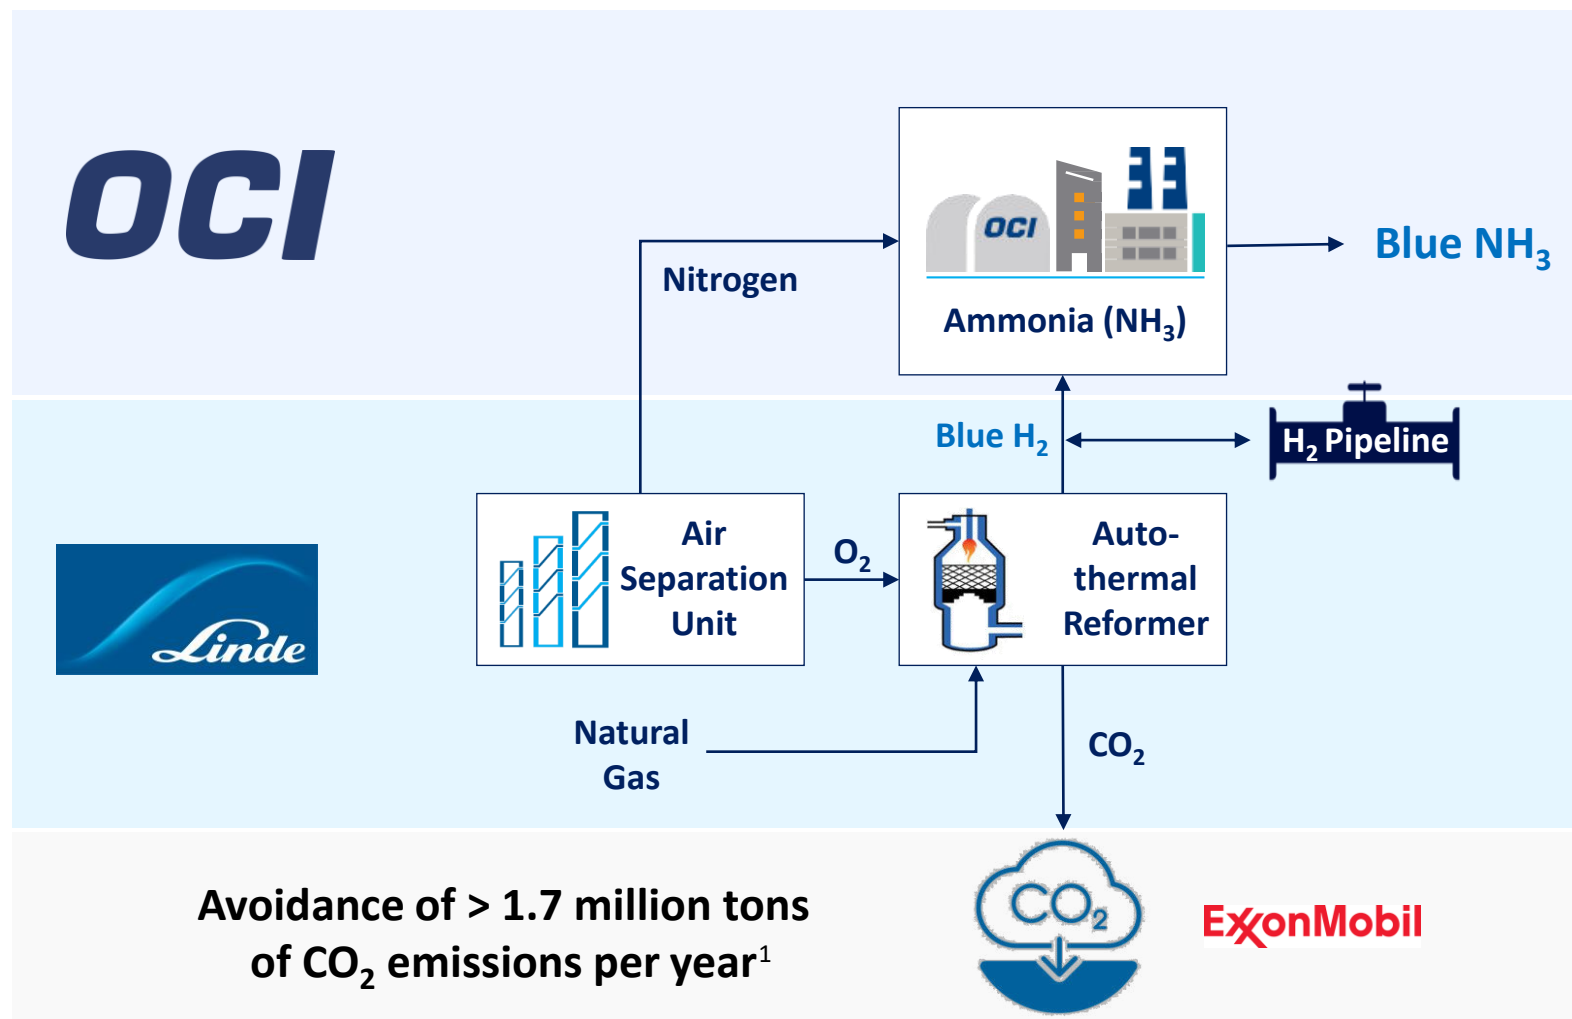 OCI
OCI
Ammonia (NH₃)
Nitrogen
Blue NH₃
Blue H₂
H₂ Pipeline
Linde
Air
Separation
Unit
O₂
Auto-
thermal
Reformer
Natural
Gas
CO₂
Avoidance of > 1.7 million tons
of CO₂ emissions per year¹
CO₂
ExxonMobil